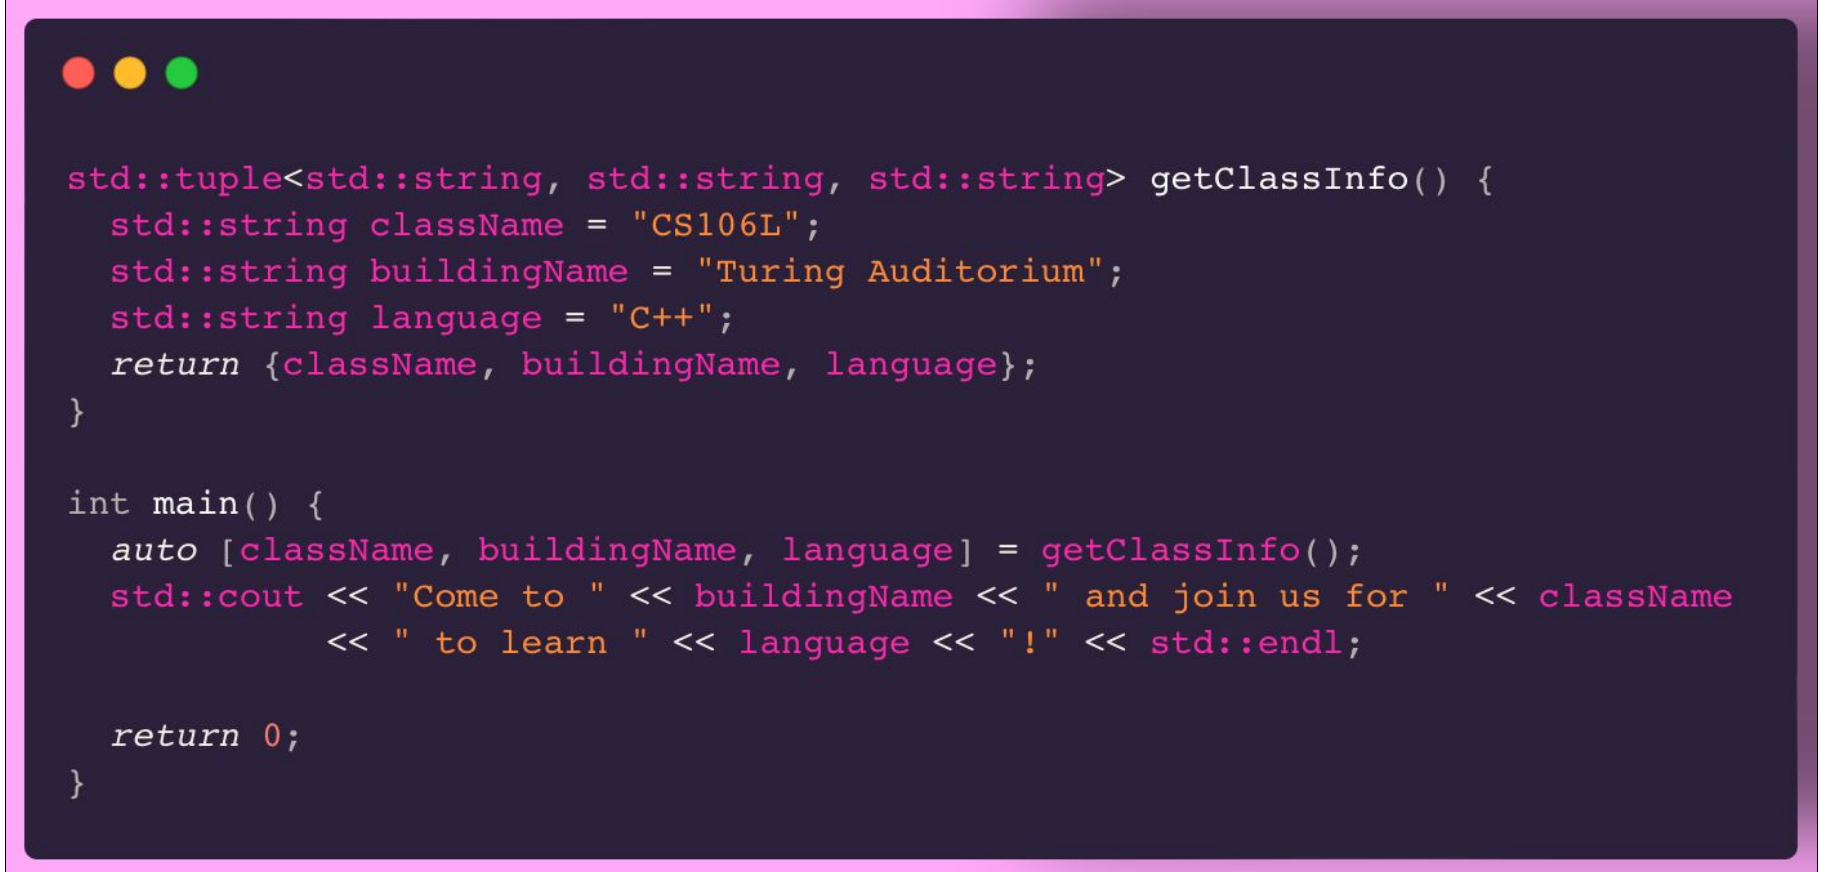 std::tuple<std::string, std::string, std::string> getClassInfo() {
  std::string className = "CS106L";
  std::string buildingName = "Turing Auditorium";
  std::string language = "C++";
  return {className, buildingName, language};
}

int main() {
  auto [className, buildingName, language] = getClassInfo();
  std::cout << "Come to " << buildingName << " and join us for " << className
            << " to learn " << language << "!" << std::endl;

  return 0;
}